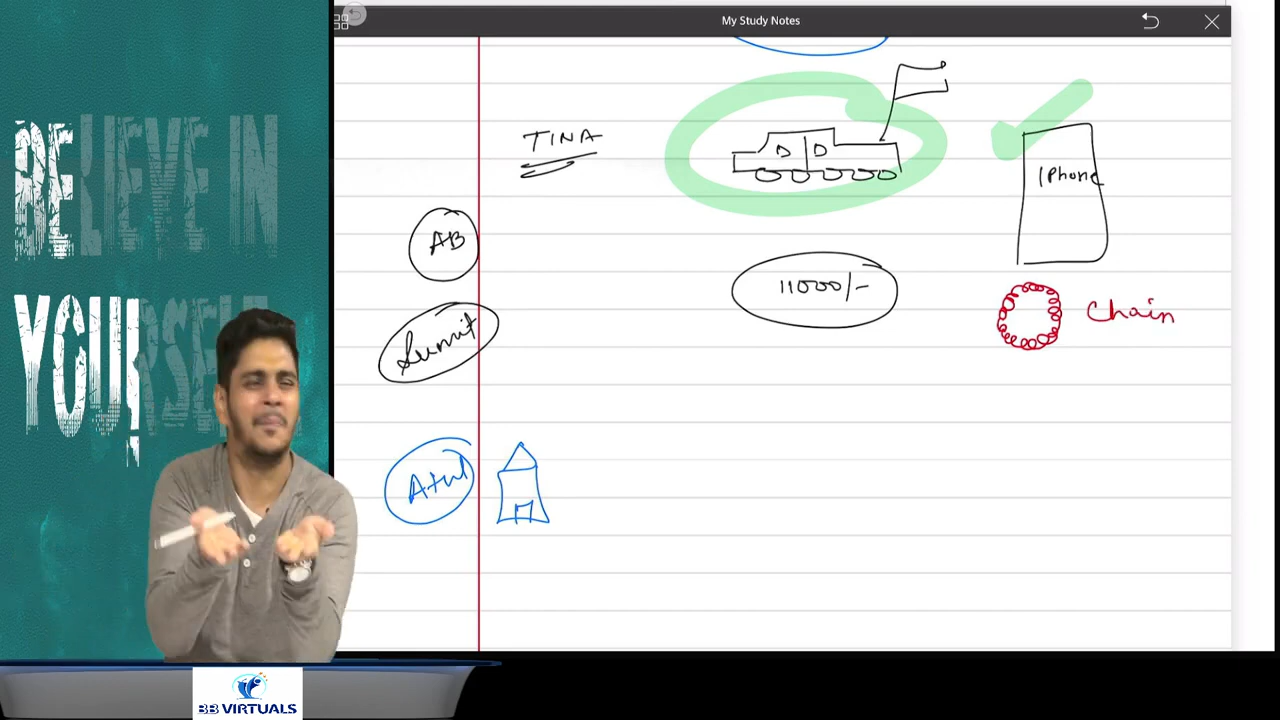 My Study Notes
BELIEVE IN
YOURSELF
TINA
IPhone
AB
11000/-
Chain
Sumit
Atul
BB VIRTUALS